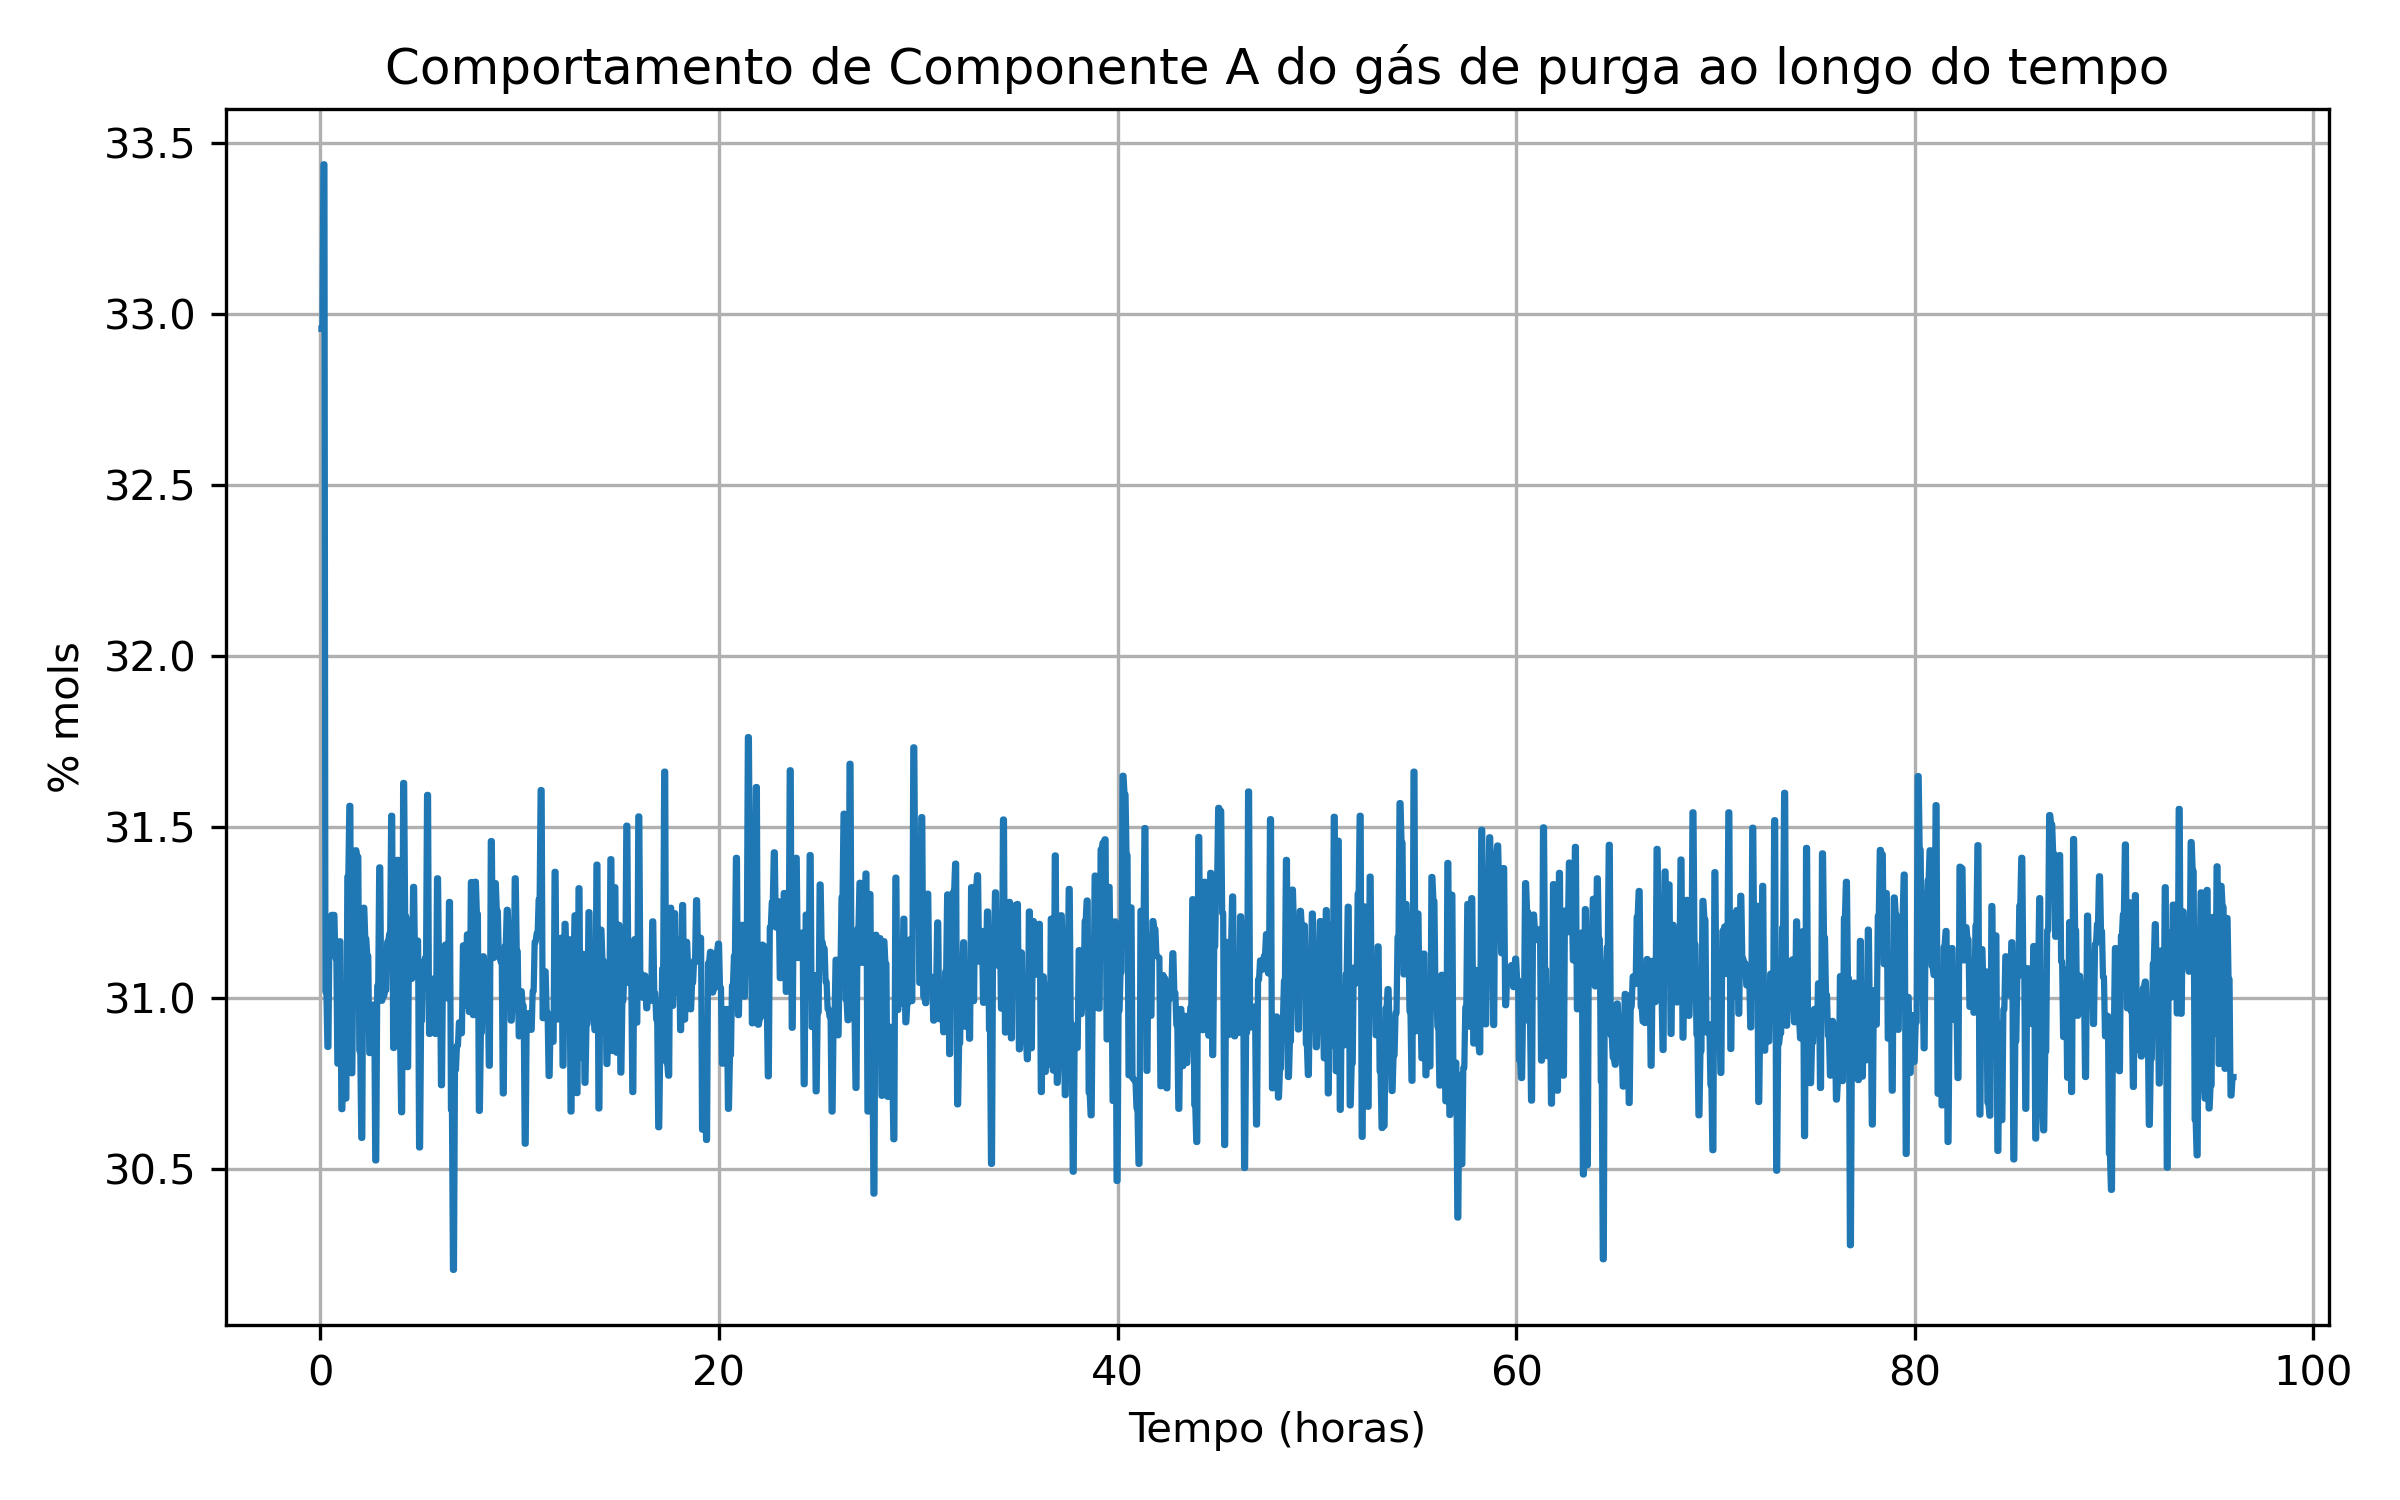 Comportamento de Componente A do gás de purga ao longo do tempo
33.5
33.0
32.5
32.0
31.5
31.0
30.5
% mols
0 20 40 60 80 100
Tempo (horas)